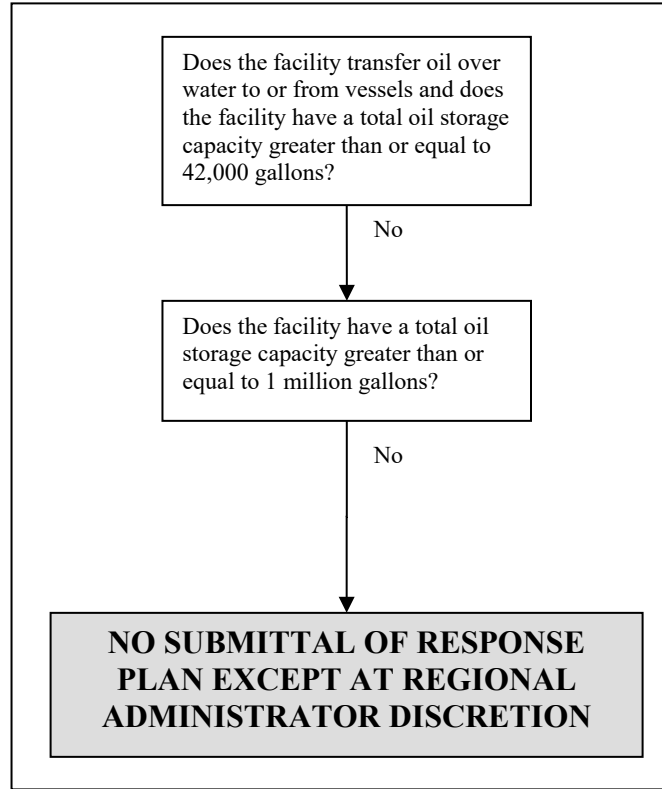 Does the facility transfer oil over
water to or from vessels and does
the facility have a total oil storage
capacity greater than or equal to
42,000 gallons?
No
Does the facility have a total oil
storage capacity greater than or
equal to 1 million gallons?
No
NO SUBMITTAL OF RESPONSE
PLAN EXCEPT AT REGIONAL
ADMINISTRATOR DISCRETION